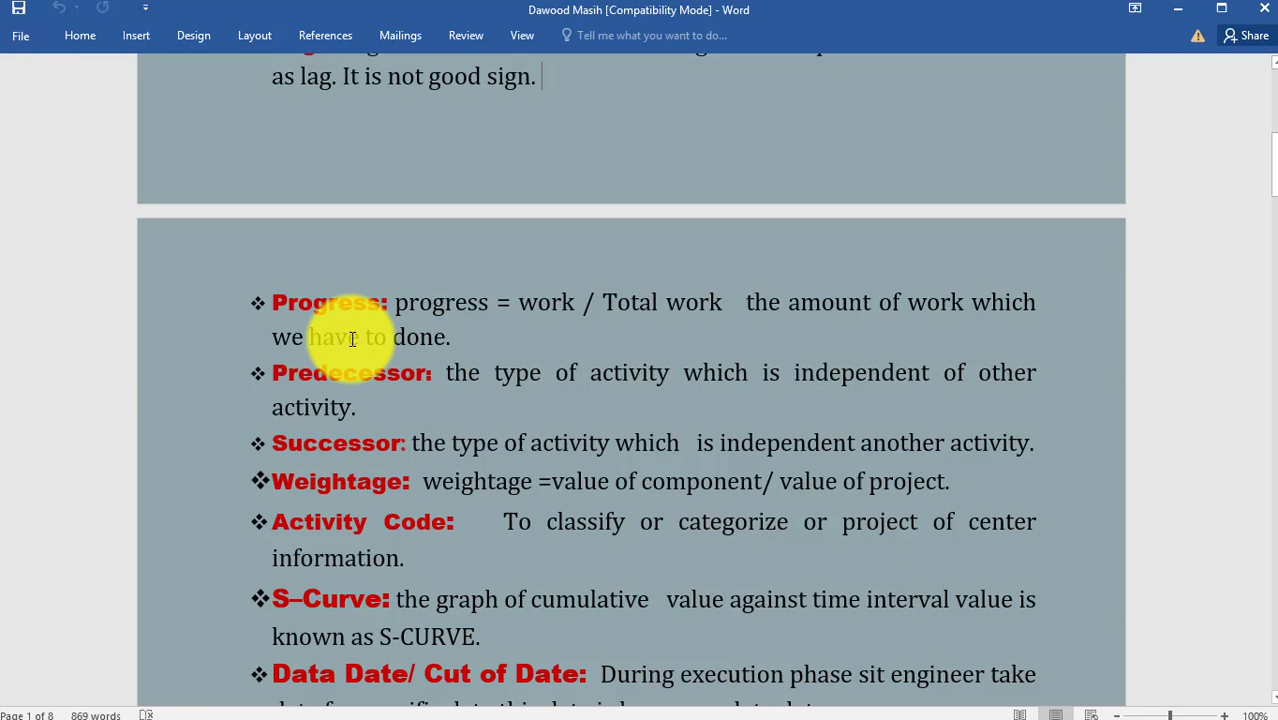 Dawood Masih [Compatibility Mode] - Word
File Home Insert Design Layout References Mailings Review View Tell me what you want to do... Share
as lag. It is not good sign.
❖ Progress: progress = work / Total work the amount of work which
we have to done.
❖ Predecessor: the type of activity which is independent of other
activity.
❖ Successor: the type of activity which is independent another activity.
❖ Weightage: weightage =value of component/ value of project.
❖ Activity Code: To classify or categorize or project of center
information.
❖ S–Curve: the graph of cumulative value against time interval value is
known as S-CURVE.
❖ Data Date/ Cut of Date: During execution phase sit engineer take
Page 1 of 8 869 words 100%